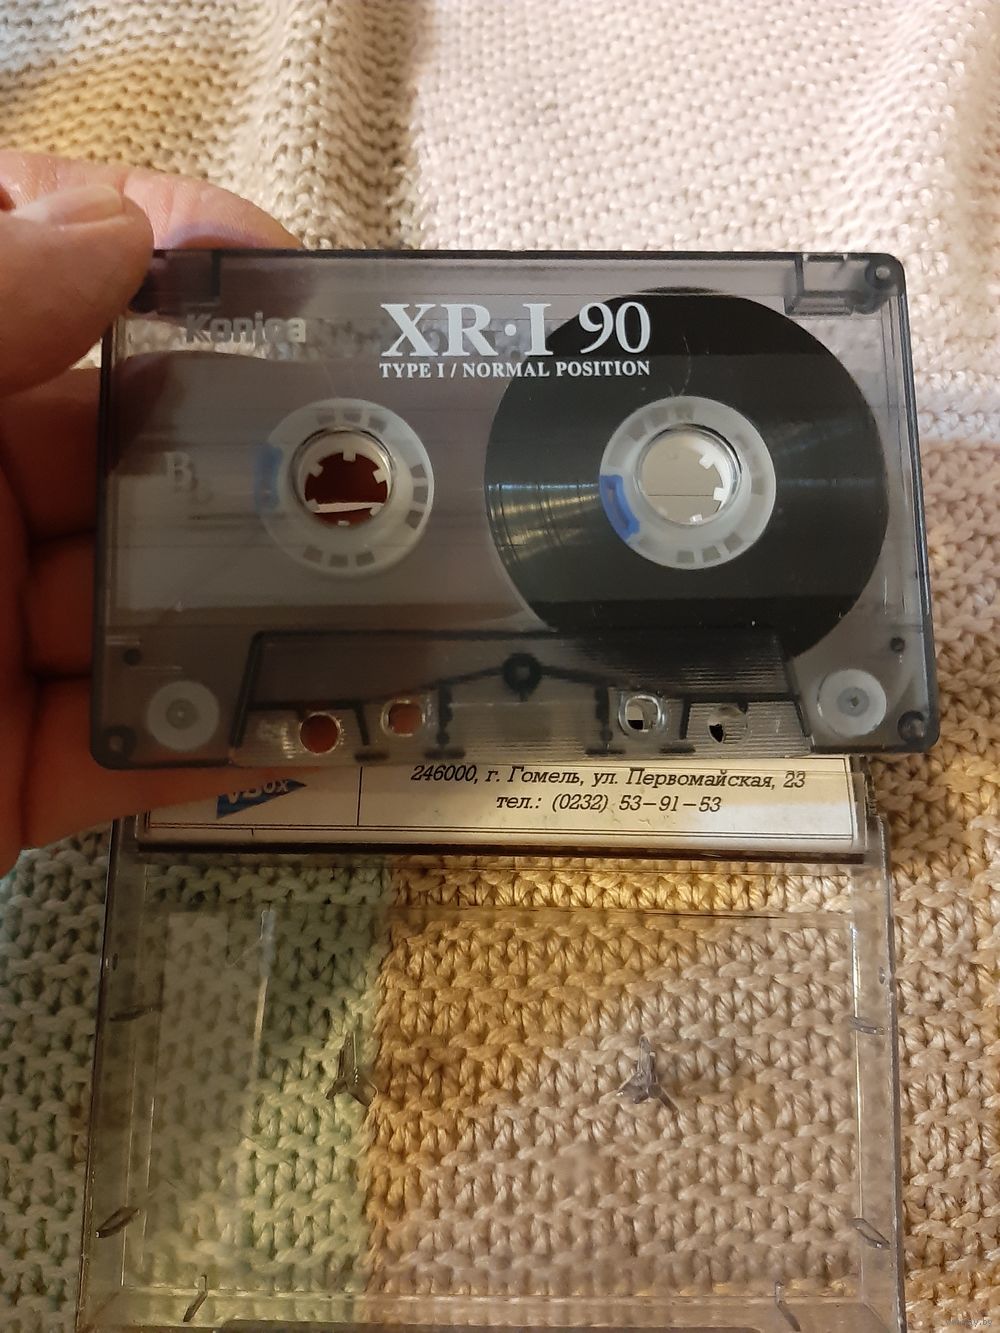 Konica
XR·I 90
TYPE I / NORMAL POSITION
B
246000, г. Гомель, ул. Первомайская, 23
тел.: (0232) 53-91-53